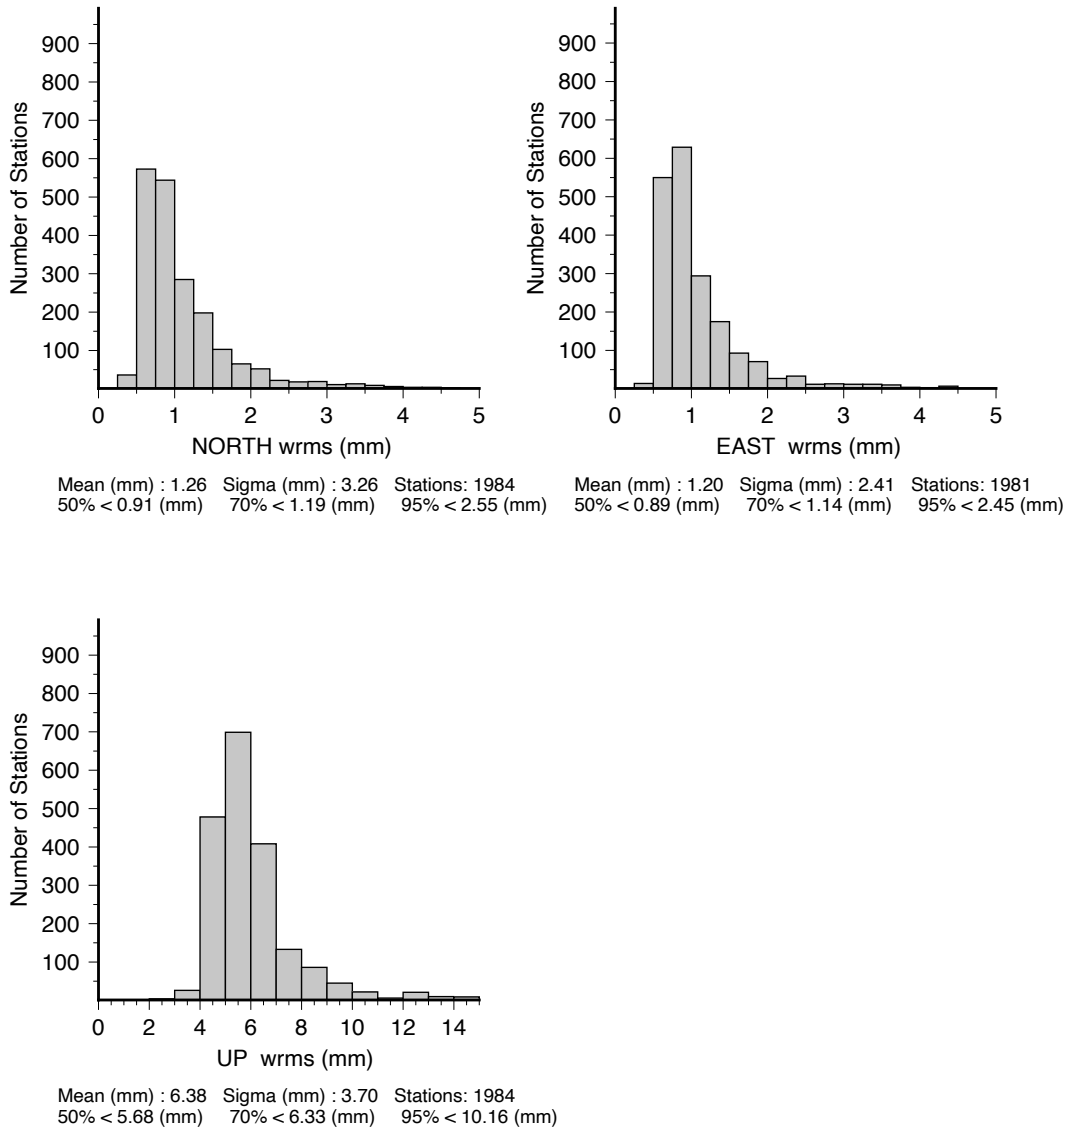 900
800
700
600
500
400
300
200
100
Number of Stations
0 1 2 3 4 5
NORTH wrms (mm)
Mean (mm) : 1.26 Sigma (mm) : 3.26 Stations: 1984
50% < 0.91 (mm) 70% < 1.19 (mm) 95% < 2.55 (mm)
900
800
700
600
500
400
300
200
100
Number of Stations
0 1 2 3 4 5
EAST wrms (mm)
Mean (mm) : 1.20 Sigma (mm) : 2.41 Stations: 1981
50% < 0.89 (mm) 70% < 1.14 (mm) 95% < 2.45 (mm)
900
800
700
600
500
400
300
200
100
Number of Stations
0 2 4 6 8 10 12 14
UP wrms (mm)
Mean (mm) : 6.38 Sigma (mm) : 3.70 Stations: 1984
50% < 5.68 (mm) 70% < 6.33 (mm) 95% < 10.16 (mm)